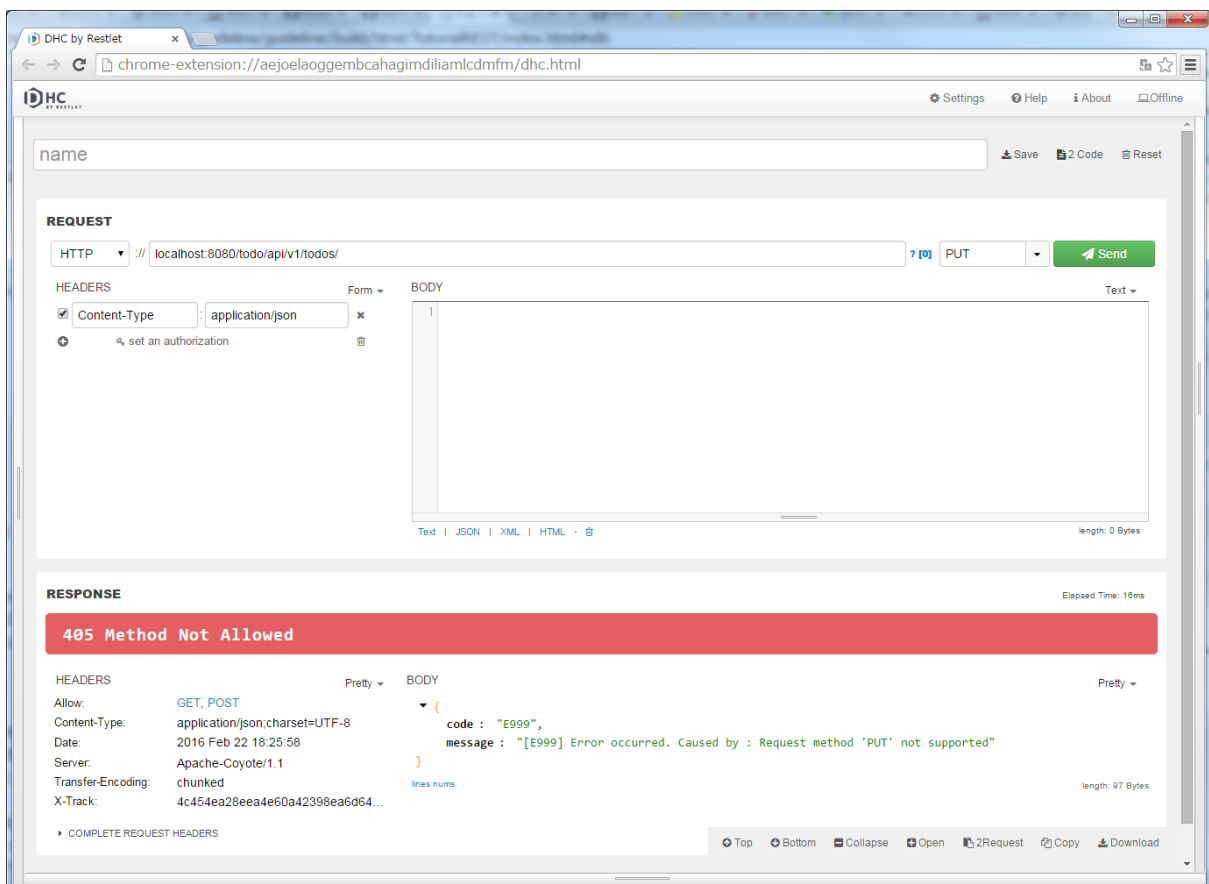 DHC by Restlet
chrome-extension://aejoelaoggembcahagimdiliamlcdmfm/dhc.html
DHC BY RESTLET Settings Help About Offline
name Save 2 Code Reset
REQUEST
HTTP :// localhost:8080/todo/api/v1/todos/ ? [0] PUT Send
HEADERS Form BODY Text
Content-Type : application/json 1
set an authorization
Text | JSON | XML | HTML - length: 0 Bytes
RESPONSE Elapsed Time: 16ms
405 Method Not Allowed
HEADERS Pretty BODY Pretty
Allow: GET, POST {
Content-Type: application/json;charset=UTF-8 code : "E999",
Date: 2016 Feb 22 18:25:58 message : "[E999] Error occurred. Caused by : Request method 'PUT' not supported"
Server: Apache-Coyote/1.1 }
Transfer-Encoding: chunked lines nums length: 97 Bytes
X-Track: 4c454ea28eea4e60a42398ea6d64...
COMPLETE REQUEST HEADERS Top Bottom Collapse Open 2Request Copy Download